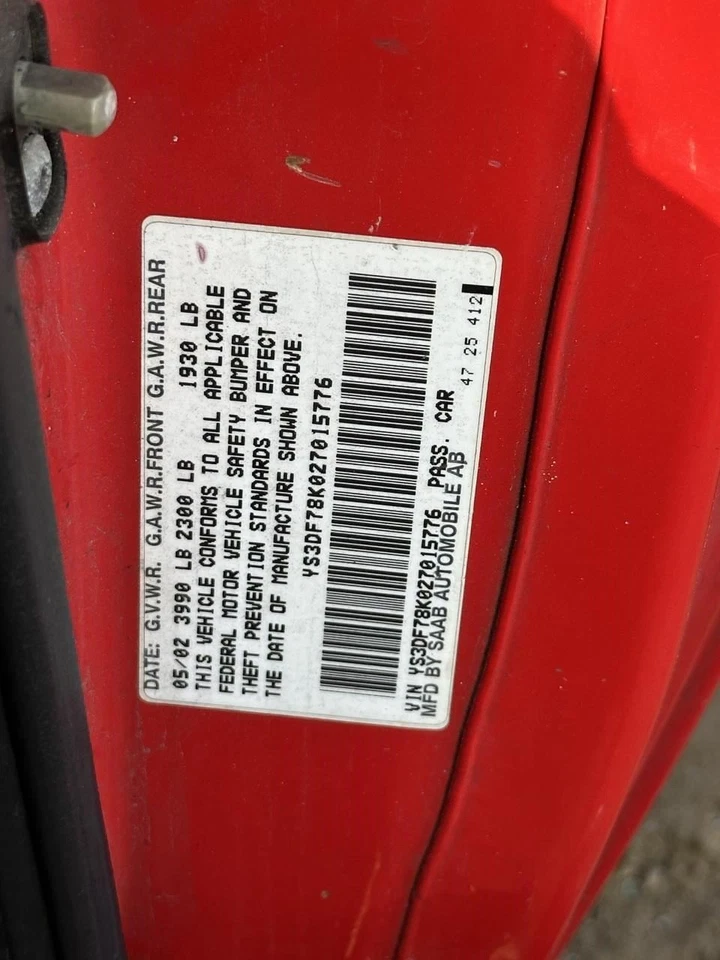 DATE: G.V.W.R. G.A.W.R.FRONT G.A.W.R.REAR
05/02 3990 LB 2300 LB 1930 LB
THIS VEHICLE CONFORMS TO ALL APPLICABLE
FEDERAL MOTOR VEHICLE SAFETY BUMPER AND
THEFT PREVENTION STANDARDS IN EFFECT ON
THE DATE OF MANUFACTURE SHOWN ABOVE.
YS3DF78K027015776
VIN YS3DF78K027015776 PASS. CAR
MFD BY SAAB AUTOMOBILE AB
47 25 412